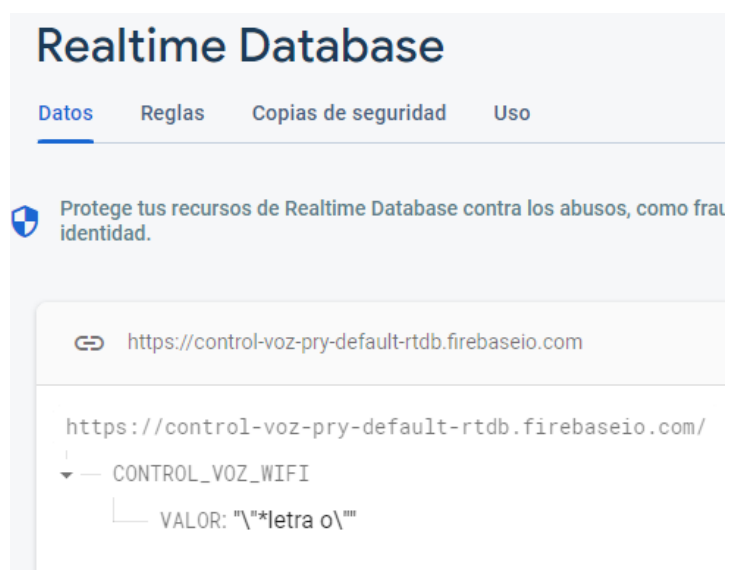 Realtime Database
Datos Reglas Copias de seguridad Uso
Protege tus recursos de Realtime Database contra los abusos, como
identidad.
https://control-voz-pry-default-rtdb.firebaseio.com
https://control-voz-pry-default-rtdb.firebaseio.com/
CONTROL_VOZ_WIFI
VALOR: "\"*letra o\""